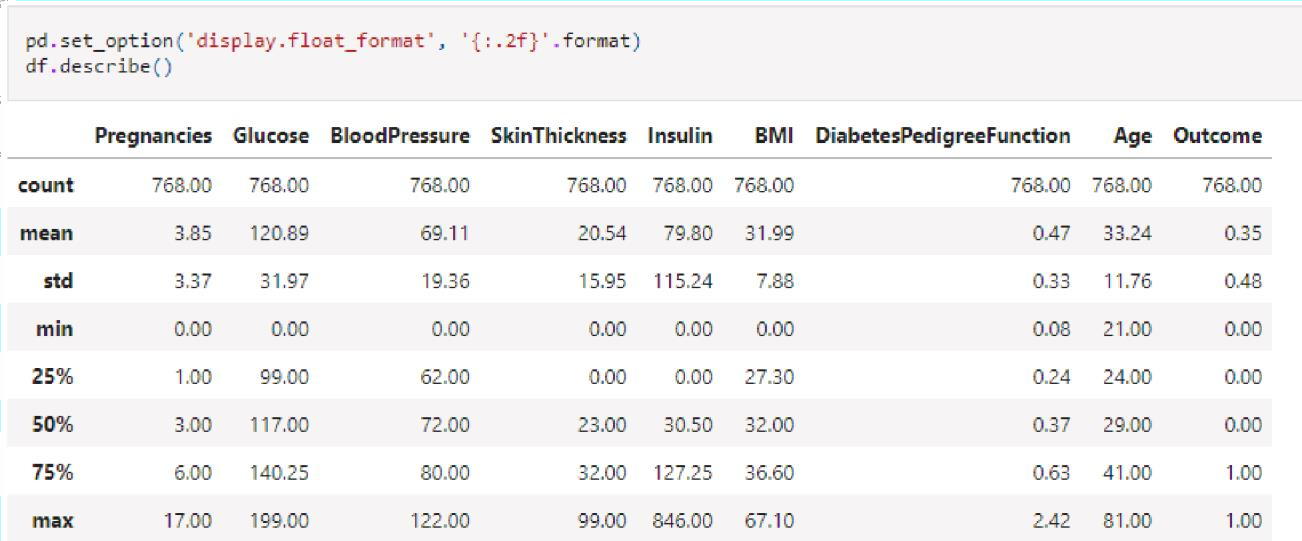 pd.set_option('display.float_format', '{:.2f}'.format)
df.describe()
Pregnancies Glucose BloodPressure SkinThickness Insulin BMI DiabetesPedigreeFunction Age Outcome
count 768.00 768.00 768.00 768.00 768.00 768.00 768.00 768.00 768.00
mean 3.85 120.89 69.11 20.54 79.80 31.99 0.47 33.24 0.35
std 3.37 31.97 19.36 15.95 115.24 7.88 0.33 11.76 0.48
min 0.00 0.00 0.00 0.00 0.00 0.00 0.08 21.00 0.00
25% 1.00 99.00 62.00 0.00 0.00 27.30 0.24 24.00 0.00
50% 3.00 117.00 72.00 23.00 30.50 32.00 0.37 29.00 0.00
75% 6.00 140.25 80.00 32.00 127.25 36.60 0.63 41.00 1.00
max 17.00 199.00 122.00 99.00 846.00 67.10 2.42 81.00 1.00